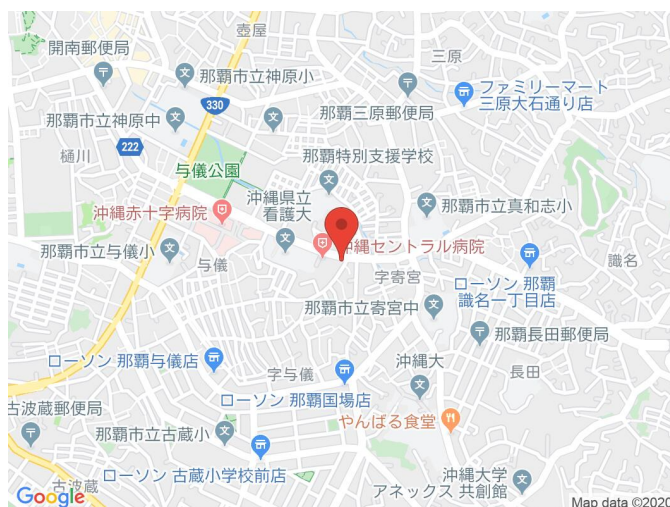 壺屋
三原
開南郵便局
那覇市立神原小
ファミリーマート
三原大石通り店
330
那覇三原郵便局
那覇市立神原中
222
樋川
与儀公園
那覇特別支援学校
沖縄県立
看護大
沖縄赤十字病院
那覇市立真和志小
那覇市立与儀小
沖縄セントラル病院
与儀
識名
字寄宮
ローソン 那覇
識名一丁目店
那覇市立寄宮中
那覇長田郵便局
ローソン 那覇与儀店
沖縄大
字与儀
長田
ローソン 那覇国場店
古波蔵郵便局
やんばる食堂
那覇市立古蔵小
ローソン 古蔵小学校前店
沖縄大学
アネックス 共創館
古波蔵
Google
Map data ©2020